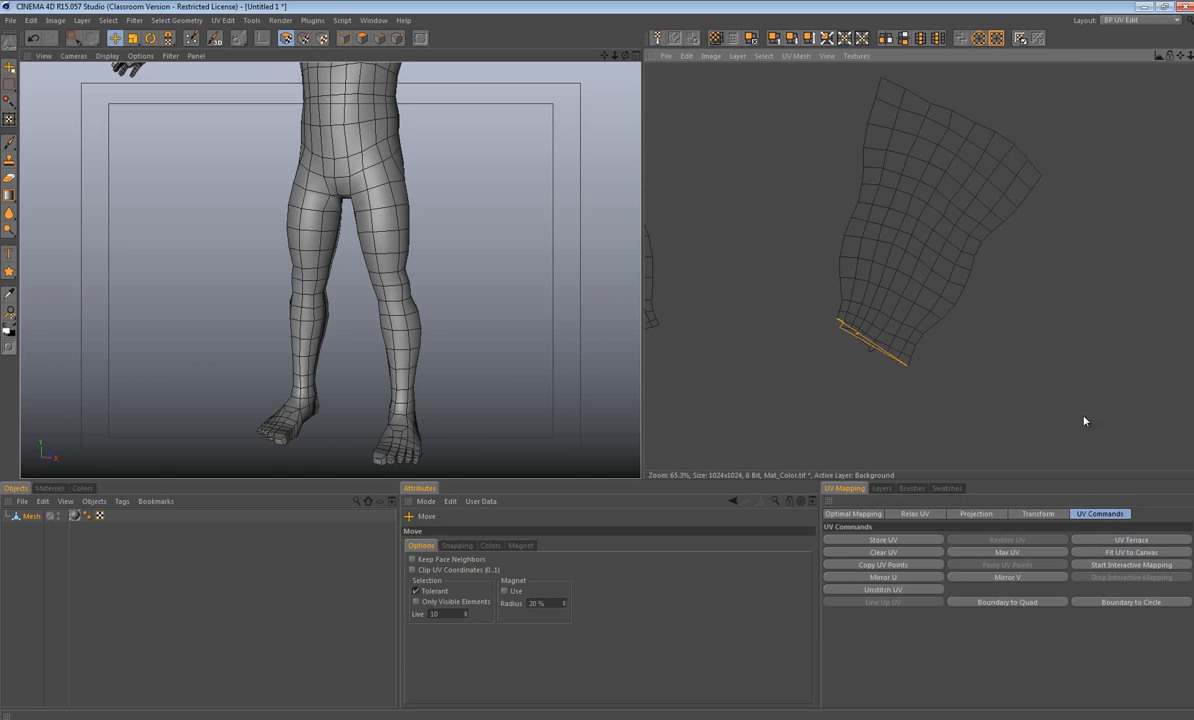 CINEMA 4D R15.057 Studio (Classroom Version - Restricted License) - [Untitled 1 *]
File Edit Image Layer Select Filter Select Geometry UV Edit Tools Render Plugins Script Window Help
Layout: BP UV Edit
View Cameras Display Options Filter Panel
File Edit Image Layer Select UV Mesh View Textures
Y
X
Zoom: 65.3%, Size: 1024x1024, 8 Bit, Mat_Color.tif *, Active Layer: Background
Objects Materials Colors
File Edit View Objects Tags Bookmarks
Mesh
Attributes
Mode Edit User Data
Move
Move
Options Snapping Colors Magnet
Keep Face Neighbors
Clip UV Coordinates (0..1)
Selection Magnet
Tolerant Use
Only Visible Elements Radius 20 %
Live 10
UV Mapping Layers Brushes Swatches
Optimal Mapping Relax UV Projection Transform UV Commands
UV Commands
Store UV Restore UV UV Terrace
Clear UV Max UV Fit UV to Canvas
Copy UV Points Paste UV Points Start Interactive Mapping
Mirror U Mirror V Stop Interactive Mapping
Unstitch UV
Line Up UV Boundary to Quad Boundary to Circle